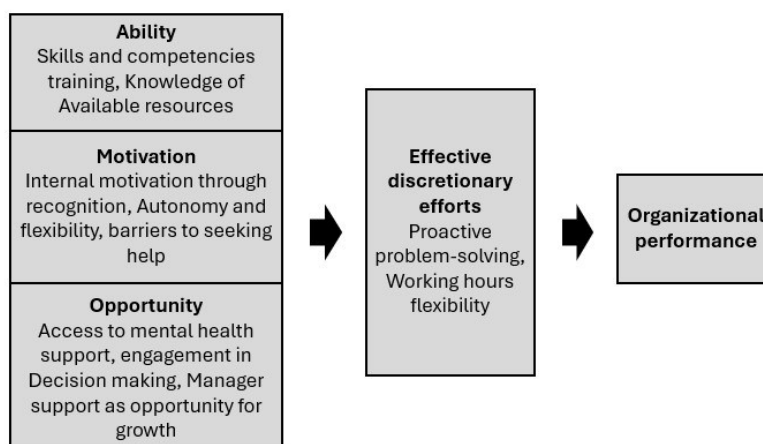 Ability
Skills and competencies
training, Knowledge of
Available resources
Motivation
Internal motivation through
recognition, Autonomy and
flexibility, barriers to seeking
help
Opportunity
Access to mental health
support, engagement in
Decision making, Manager
support as opportunity for
growth
Effective
discretionary
efforts
Proactive
problem-solving,
Working hours
flexibility
Organizational
performance